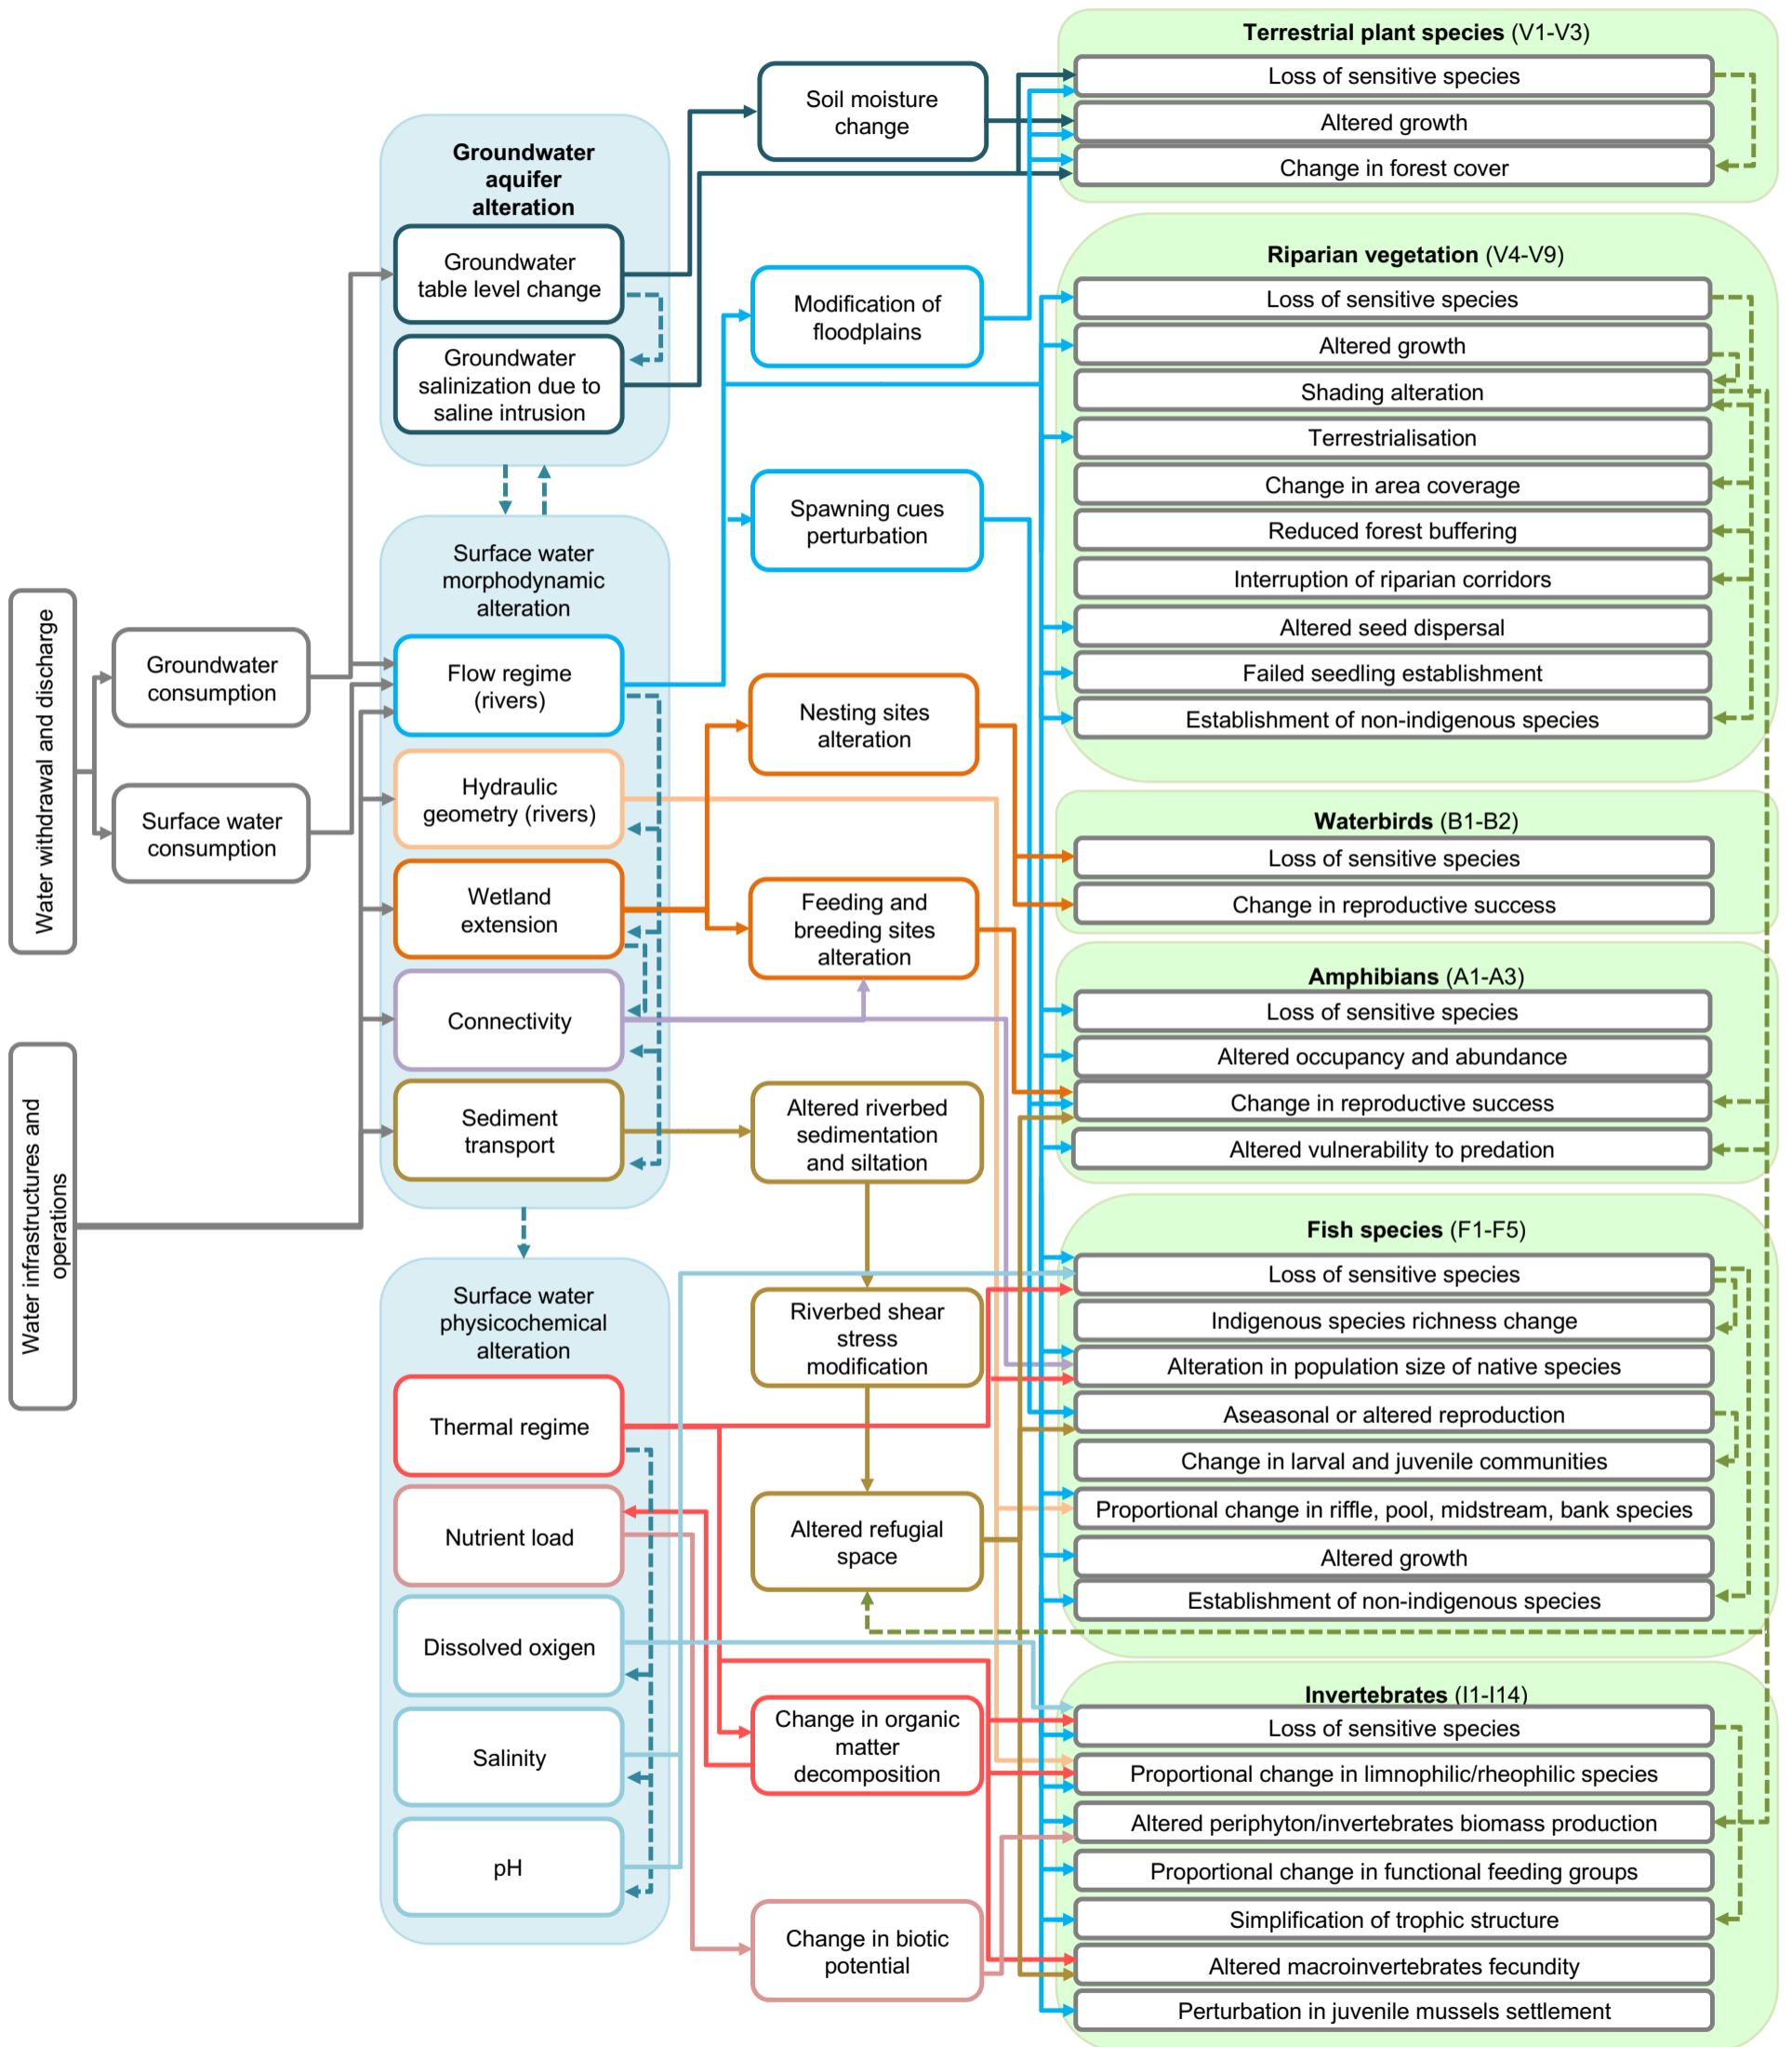 Water withdrawal and discharge
Water infrastructures and
operations
Groundwater
consumption
Surface water
consumption
Groundwater
aquifer
alteration
Groundwater
table level change
Groundwater
salinization due to
saline intrusion
Surface water
morphodynamic
alteration
Flow regime
(rivers)
Hydraulic
geometry (rivers)
Wetland
extension
Connectivity
Sediment
transport
Surface water
physicochemical
alteration
Thermal regime
Nutrient load
Dissolved oxigen
Salinity
pH
Soil moisture
change
Modification of
floodplains
Spawning cues
perturbation
Nesting sites
alteration
Feeding and
breeding sites
alteration
Altered riverbed
sedimentation
and siltation
Riverbed shear
stress
modification
Altered refugial
space
Change in organic
matter
decomposition
Change in biotic
potential
Terrestrial plant species (V1-V3)
Loss of sensitive species
Altered growth
Change in forest cover
Riparian vegetation (V4-V9)
Loss of sensitive species
Altered growth
Shading alteration
Terrestrialisation
Change in area coverage
Reduced forest buffering
Interruption of riparian corridors
Altered seed dispersal
Failed seedling establishment
Establishment of non-indigenous species
Waterbirds (B1-B2)
Loss of sensitive species
Change in reproductive success
Amphibians (A1-A3)
Loss of sensitive species
Altered occupancy and abundance
Change in reproductive success
Altered vulnerability to predation
Fish species (F1-F5)
Loss of sensitive species
Indigenous species richness change
Alteration in population size of native species
Aseasonal or altered reproduction
Change in larval and juvenile communities
Proportional change in riffle, pool, midstream, bank species
Altered growth
Establishment of non-indigenous species
Invertebrates (I1-I14)
Loss of sensitive species
Proportional change in limnophilic/rheophilic species
Altered periphyton/invertebrates biomass production
Proportional change in functional feeding groups
Simplification of trophic structure
Altered macroinvertebrates fecundity
Perturbation in juvenile mussels settlement